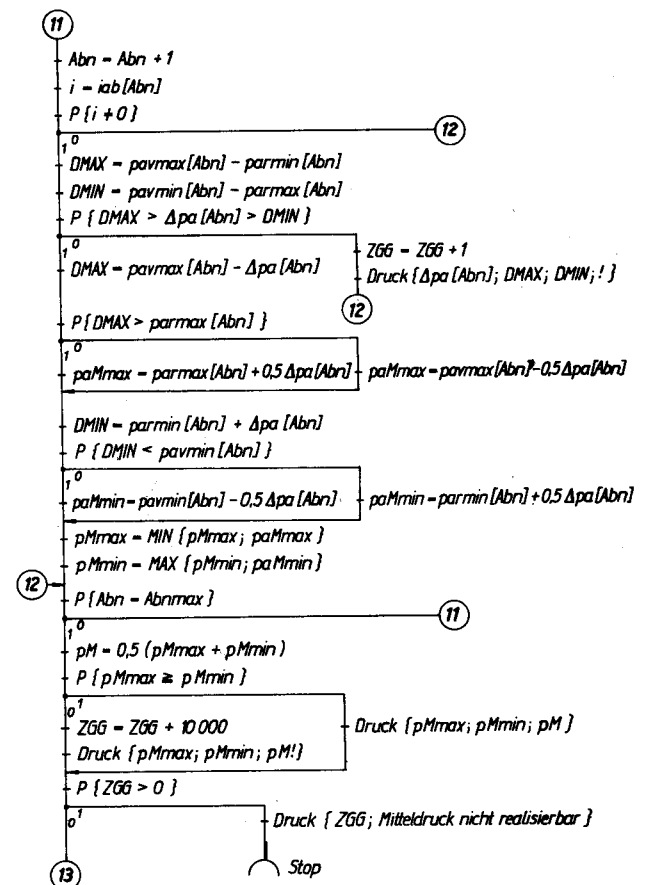 11
Abn = Abn + 1
i = iab [Abn]
P { i ≠ 0 }
12
1 0
DMAX = pavmax [Abn] - parmin [Abn]
DMIN = pavmin [Abn] - parmax [Abn]
P { DMAX > Δpa [Abn] > DMIN }
1 0
ZGG = ZGG + 1
DMAX = pavmax [Abn] - Δpa [Abn]
Druck { Δpa [Abn]; DMAX; DMIN; ! }
12
P { DMAX > parmax [Abn] }
1 0
paMmax = parmax [Abn] + 0,5 Δpa [Abn]
paMmax = pavmax [Abn] - 0,5 Δpa [Abn]
DMIN = parmin [Abn] + Δpa [Abn]
P { DMIN < pavmin [Abn] }
1 0
paMmin = pavmin [Abn] - 0,5 Δpa [Abn]
paMmin = parmin [Abn] + 0,5 Δpa [Abn]
pMmax = MIN { pMmax; paMmax }
pMmin = MAX { pMmin; paMmin }
12
P { Abn = Abnmax }
11
1 0
pM = 0,5 ( pMmax + pMmin )
P { pMmax ≧ pMmin }
0 1
ZGG = ZGG + 10 000
Druck { pMmax; pMmin; pM }
Druck { pMmax; pMmin; pM! }
P { ZGG > 0 }
0 1
Druck { ZGG; Mitteldruck nicht realisierbar }
Stop
13